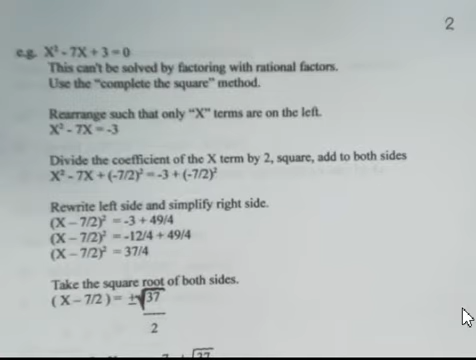 2
e.g. X² - 7X + 3 = 0
This can't be solved by factoring with rational factors.
Use the "complete the square" method.
Rearrange such that only "X" terms are on the left.
X² - 7X = -3
Divide the coefficient of the X term by 2, square, add to both sides
X² - 7X + (-7/2)² = -3 + (-7/2)²
Rewrite left side and simplify right side.
(X – 7/2)² = -3 + 49/4
(X – 7/2)² = -12/4 + 49/4
(X – 7/2)² = 37/4
Take the square root of both sides.
(X – 7/2) = ±√37
2